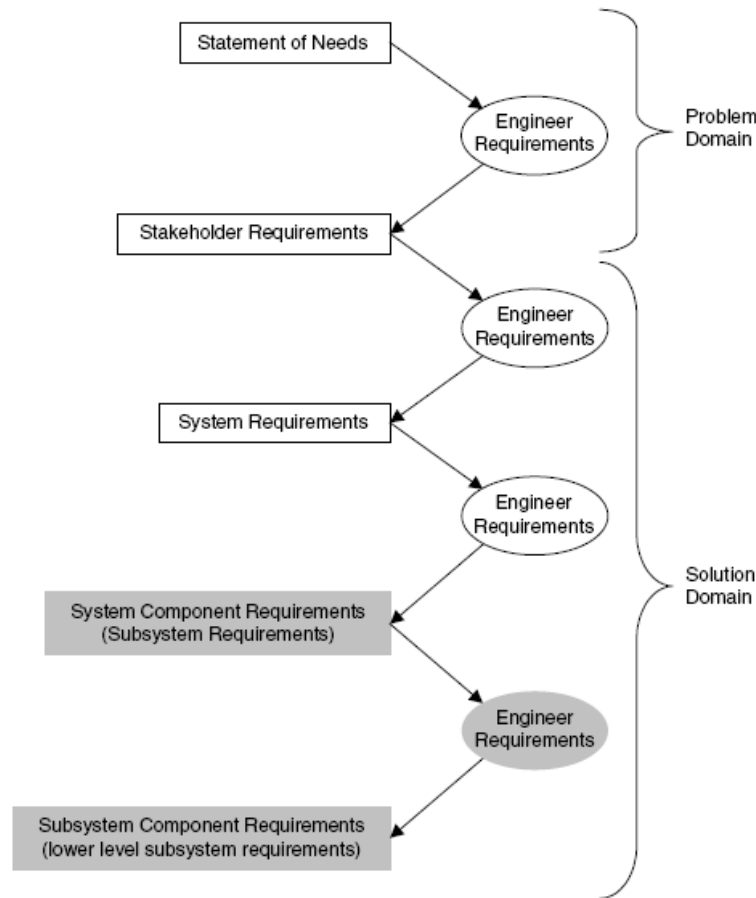 Statement of Needs
Engineer
Requirements
Problem
Domain
Stakeholder Requirements
Engineer
Requirements
System Requirements
Engineer
Requirements
Solution
Domain
System Component Requirements
(Subsystem Requirements)
Engineer
Requirements
Subsystem Component Requirements
(lower level subsystem requirements)